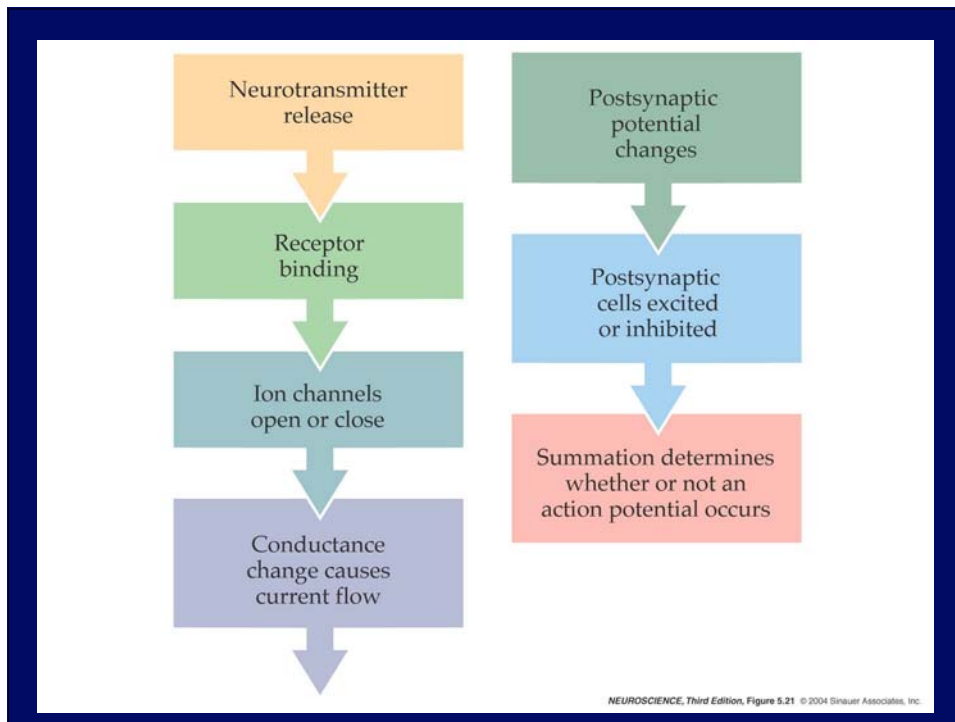 Neurotransmitter
release
Receptor
binding
Ion channels
open or close
Conductance
change causes
current flow
Postsynaptic
potential
changes
Postsynaptic
cells excited
or inhibited
Summation determines
whether or not an
action potential occurs
NEUROSCIENCE, Third Edition, Figure 5.21 © 2004 Sinauer Associates, Inc.